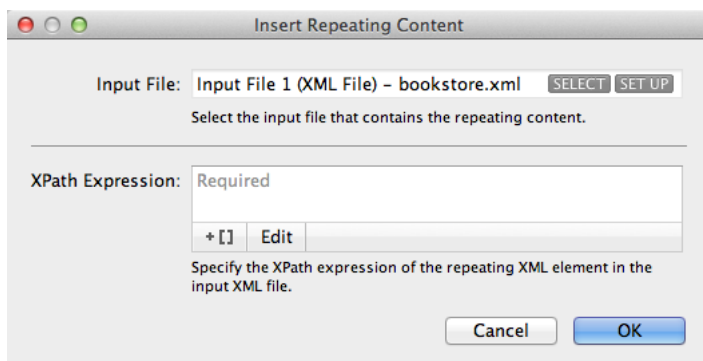 Insert Repeating Content
Input File: Input File 1 (XML File) – bookstore.xml SELECT SET UP
Select the input file that contains the repeating content.
XPath Expression: Required
+[] Edit
Specify the XPath expression of the repeating XML element in the
input XML file.
Cancel OK